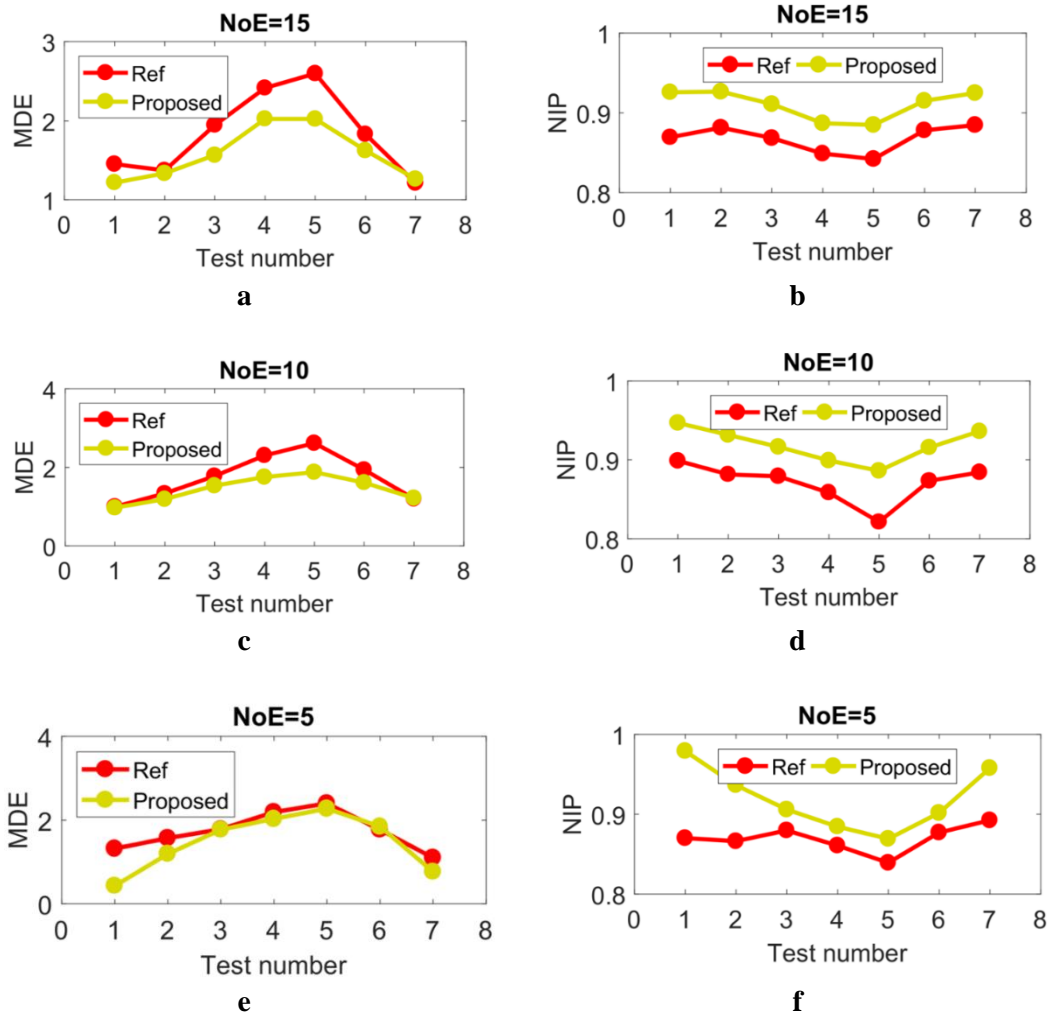 NoE=15
3
2
1
MDE
Ref
Proposed
0 1 2 3 4 5 6 7 8
Test number
a
NoE=15
1
0.9
0.8
NIP
Ref Proposed
0 1 2 3 4 5 6 7 8
Test number
b
NoE=10
4
2
0
MDE
Ref
Proposed
0 1 2 3 4 5 6 7 8
Test number
c
NoE=10
1
0.9
0.8
NIP
Ref Proposed
0 1 2 3 4 5 6 7 8
Test number
d
NoE=5
4
2
0
MDE
Ref
Proposed
0 1 2 3 4 5 6 7 8
Test number
e
NoE=5
1
0.9
0.8
NIP
Ref Proposed
0 1 2 3 4 5 6 7 8
Test number
f